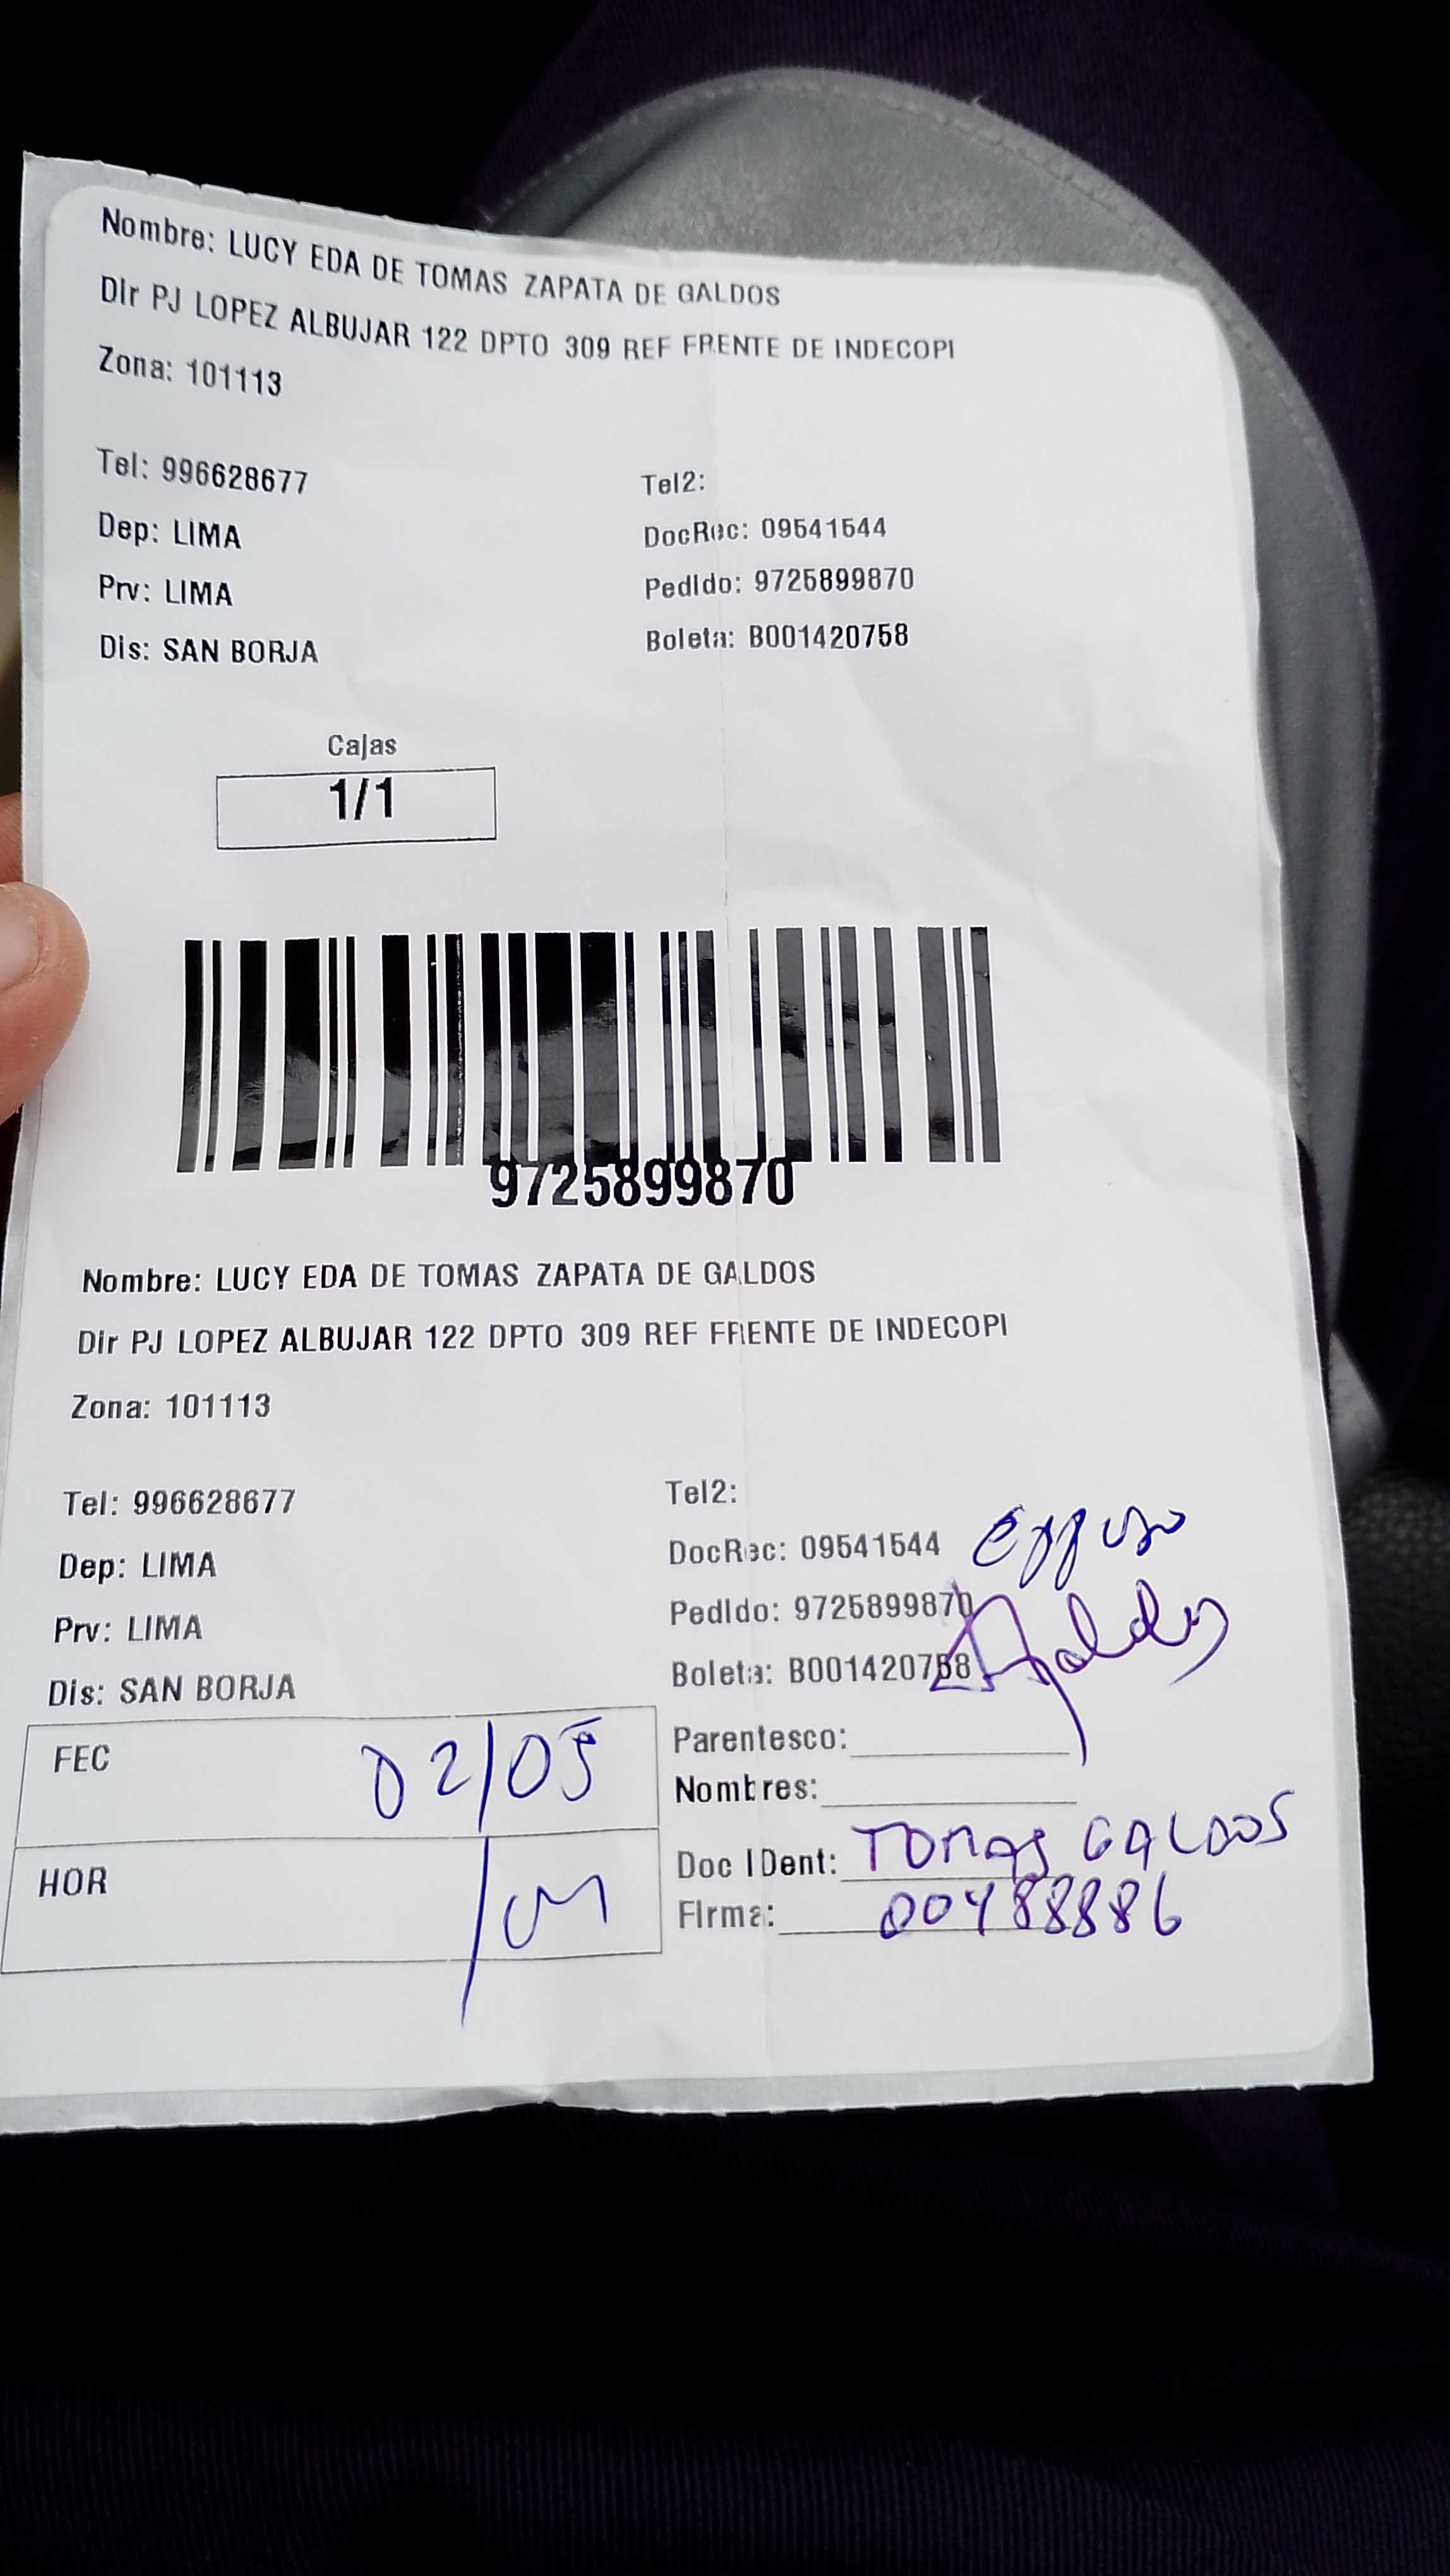 Nombre: LUCY EDA DE TOMAS ZAPATA DE GALDOS
Dir PJ LOPEZ ALBUJAR 122 DPTO 309 REF FRENTE DE INDECOPI
Zona: 101113
Tel: 996628677 Tel2:
Dep: LIMA DocRec: 09541544
Prv: LIMA Pedido: 9725899870
Dis: SAN BORJA Boleta: B001420758
Cajas
1/1
9725899870
Nombre: LUCY EDA DE TOMAS ZAPATA DE GALDOS
Dir PJ LOPEZ ALBUJAR 122 DPTO 309 REF FRENTE DE INDECOPI
Zona: 101113
Tel: 996628677 Tel2:
Dep: LIMA DocRec: 09541544
Prv: LIMA Pedido: 9725899870
Dis: SAN BORJA Boleta: B001420758
FEC 02/05 Parentesco:
Nombres:
HOR Doc IDent: TOMAS GALDOS
Firma: 00488886